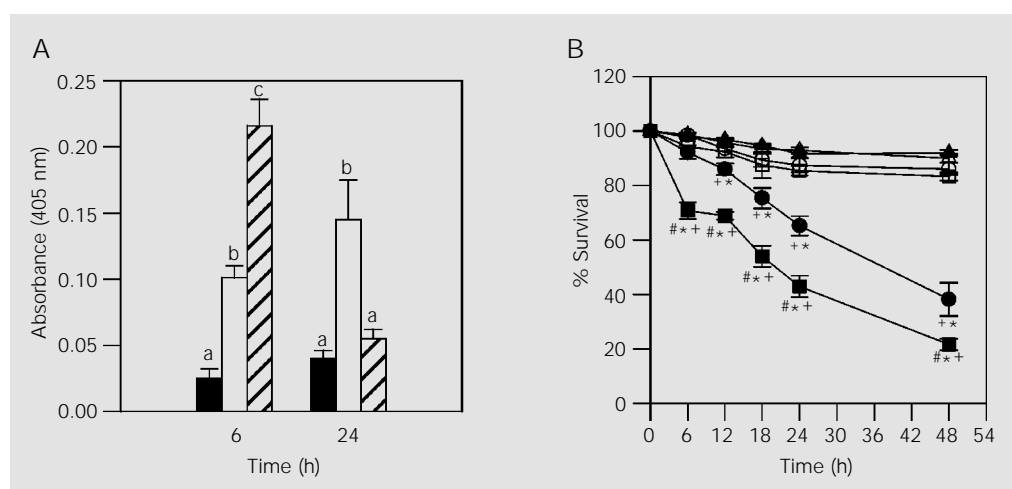 A
Absorbance (405 nm)
0.25
0.20
0.15
0.10
0.05
0.00
a
b
c
a
b
a
6 24
Time (h)
B
% Survival
120
100
80
60
40
20
0
+*
+*
+*
+*
#*+ #*+
#*+
#*+
#*+
0 6 12 18 24 30 36 42 48 54
Time (h)